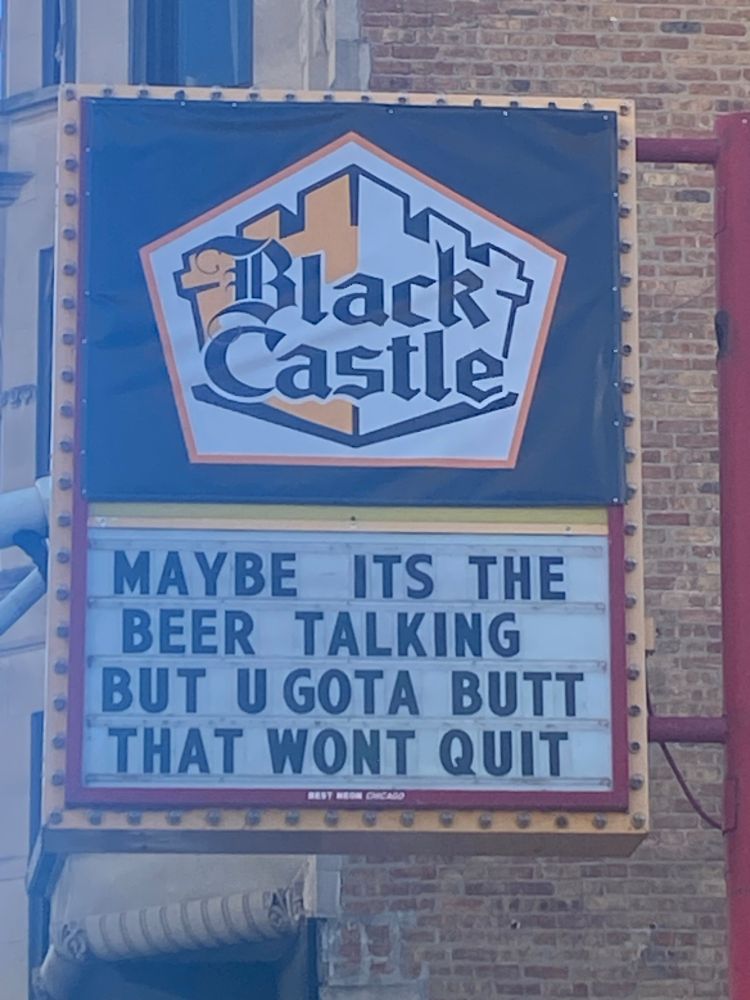 Black
Castle
MAYBE ITS THE
BEER TALKING
BUT U GOTA BUTT
THAT WONT QUIT
BEST NEON CHICAGO